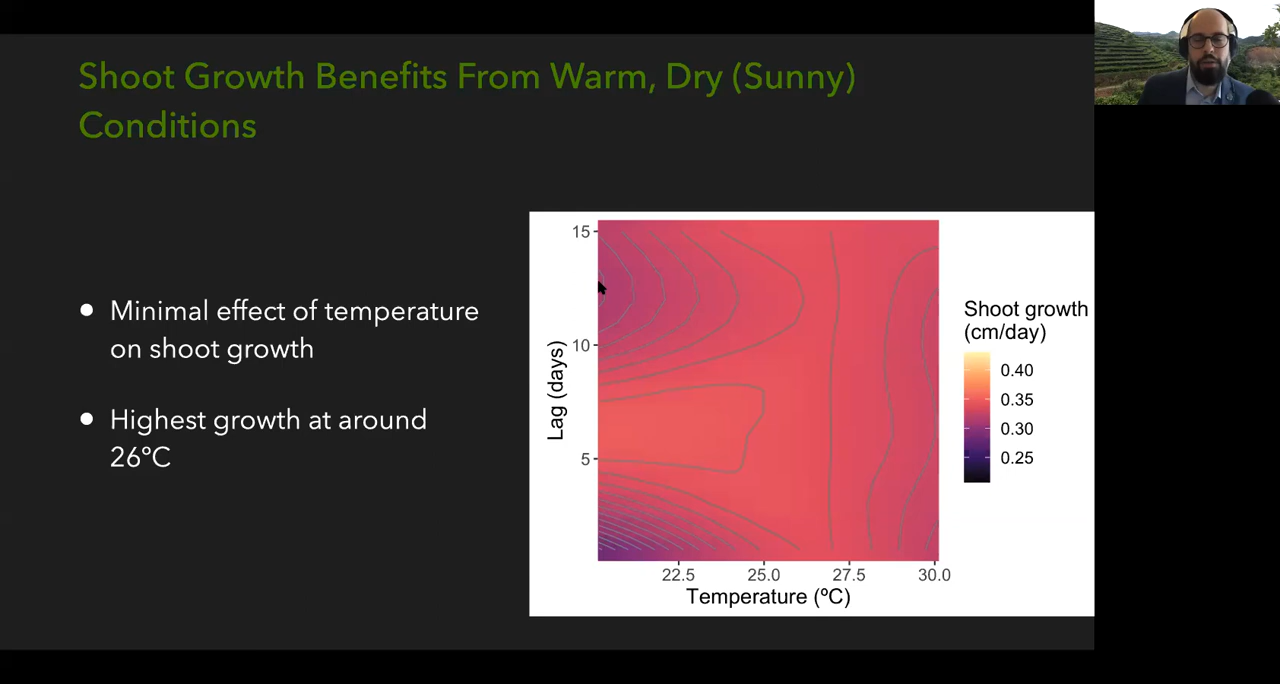 Shoot Growth Benefits From Warm, Dry (Sunny)
Conditions
● Minimal effect of temperature
on shoot growth
● Highest growth at around
26ºC
15
10
5
Lag (days)
22.5 25.0 27.5 30.0
Temperature (ºC)
Shoot growth
(cm/day)
0.40
0.35
0.30
0.25